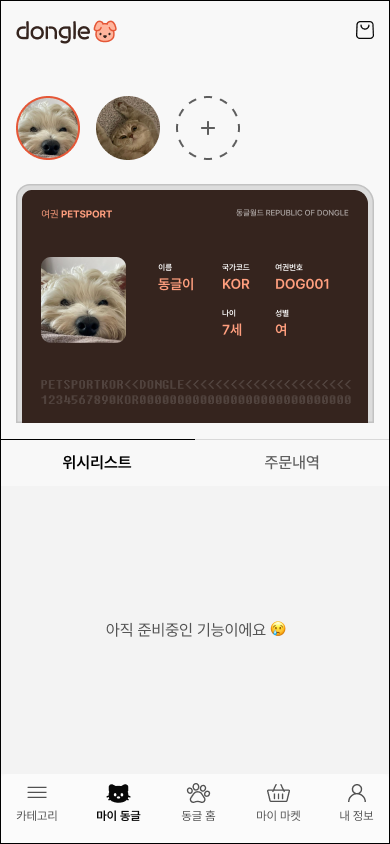 dongle
여권 PETSPORT
동글월드 REPUBLIC OF DONGLE
이름 국가코드 여권번호
동글이 KOR DOG001
나이 성별
7세 여
PETSPORTKOR<<DONGLE<<<<<<<<<<<<<<<<<<<<<<<
1234567890KOR00000000000000000000000000000
위시리스트 주문내역
아직 준비중인 기능이에요 😢
카테고리 마이 동글 동글 홈 마이 마켓 내 정보